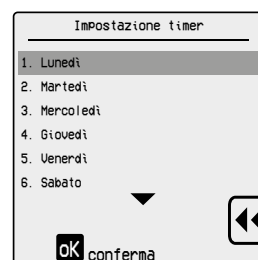 Impostazione timer
1. Lunedì
2. Martedì
3. Mercoledì
4. Giovedì
5. Venerdì
6. Sabato
oK conferma